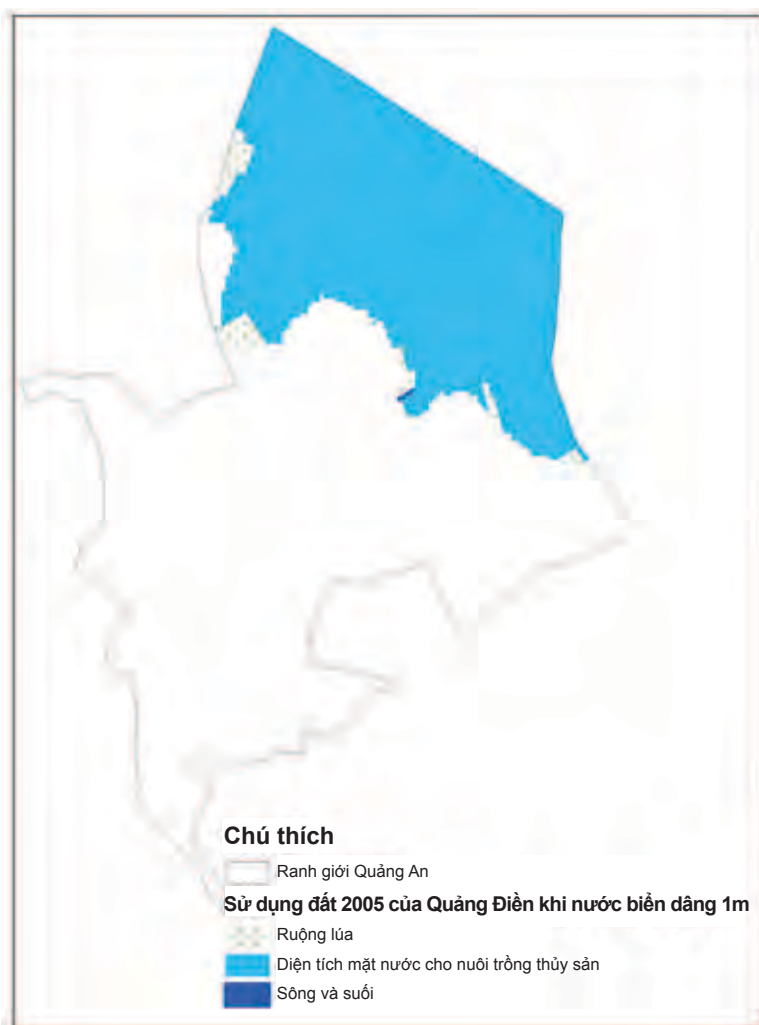 Chú thích
Ranh giới Quảng An
Sử dụng đất 2005 của Quảng Điền khi nước biển dâng 1m
Ruộng lúa
Diện tích mặt nước cho nuôi trồng thủy sản
Sông và suối